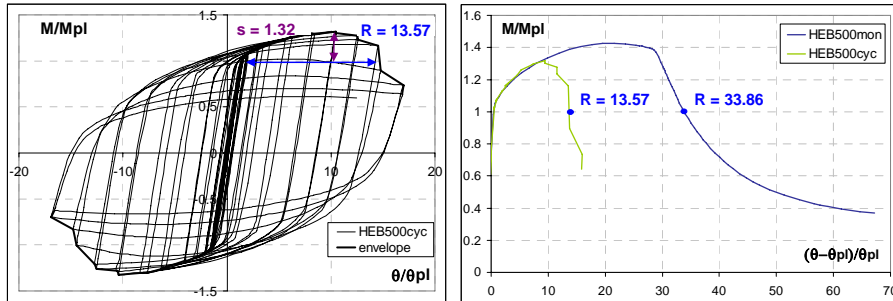 M/Mpl
1.5
s = 1.32
R = 13.57
0.5
-20
-10
0
10
20
-0.5
HEB500cyc
envelope
θ/θpl
-1.5
M/Mpl
1.6
1.4
1.2
1
0.8
0.6
0.4
0.2
0
HEB500mon
HEB500cyc
R = 13.57
R = 33.86
(θ-θpl)/θpl
0
10
20
30
40
50
60
70